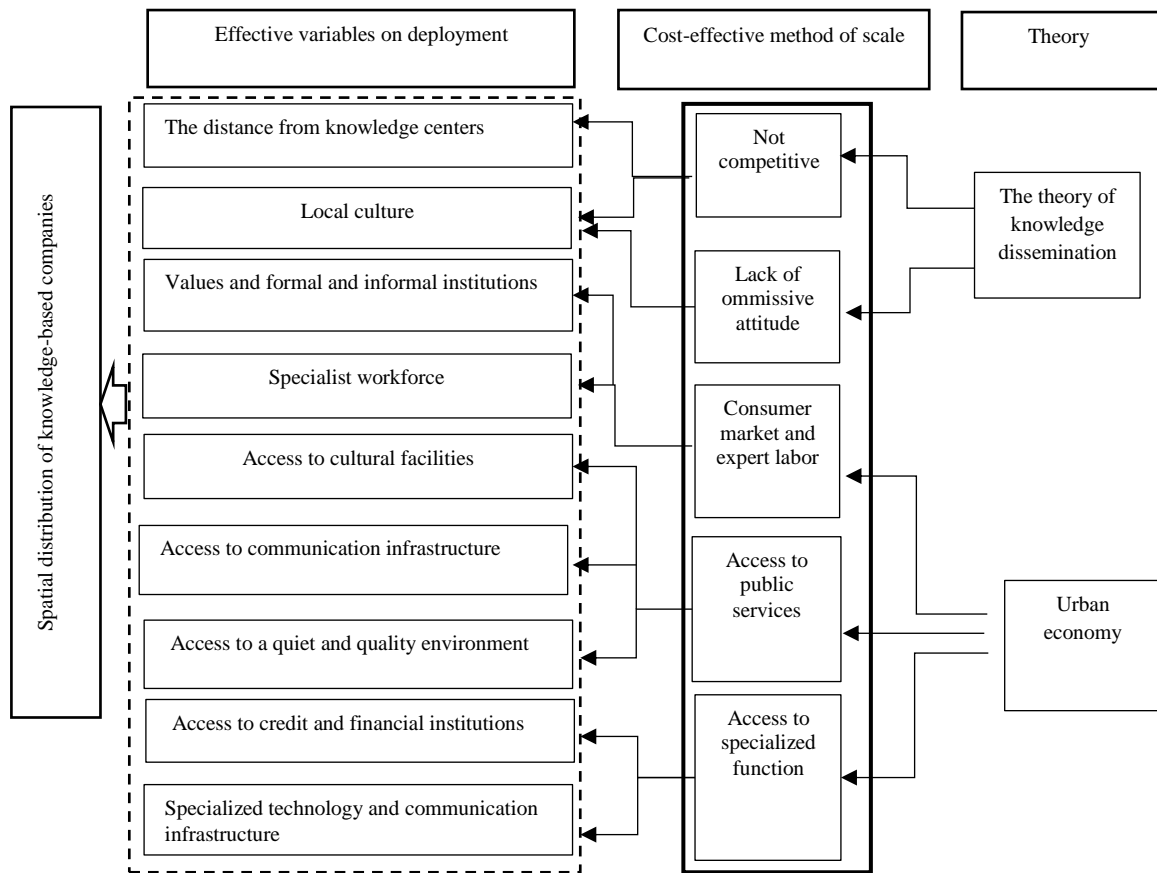 Effective variables on deployment
Cost-effective method of scale
Theory
Spatial distribution of knowledge-based companies
The distance from knowledge centers
Local culture
Values and formal and informal institutions
Specialist workforce
Access to cultural facilities
Access to communication infrastructure
Access to a quiet and quality environment
Access to credit and financial institutions
Specialized technology and communication
infrastructure
Not
competitive
Lack of
ommissive
attitude
Consumer
market and
expert labor
Access to
public
services
Access to
specialized
function
The theory of
knowledge
dissemination
Urban
economy